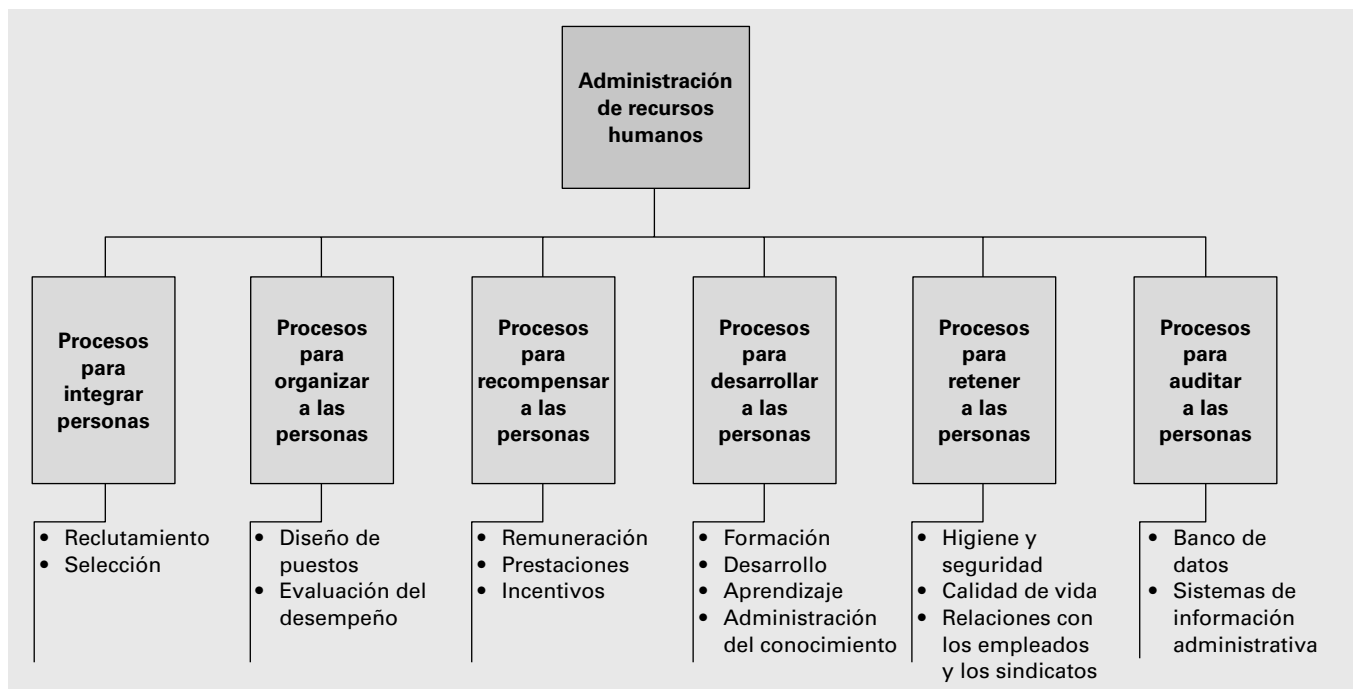 Administración
de recursos
humanos
Procesos
para
integrar
personas
Procesos
para
organizar
a las
personas
Procesos
para
recompensar
a las
personas
Procesos
para
desarrollar
a las
personas
Procesos
para
retener
a las
personas
Procesos
para
auditar
a las
personas
• Reclutamiento
• Selección
• Diseño de
puestos
• Evaluación del
desempeño
• Remuneración
• Prestaciones
• Incentivos
• Formación
• Desarrollo
• Aprendizaje
• Administración
del conocimiento
• Higiene y
seguridad
• Calidad de vida
• Relaciones con
los empleados
y los sindicatos
• Banco de
datos
• Sistemas de
información
administrativa